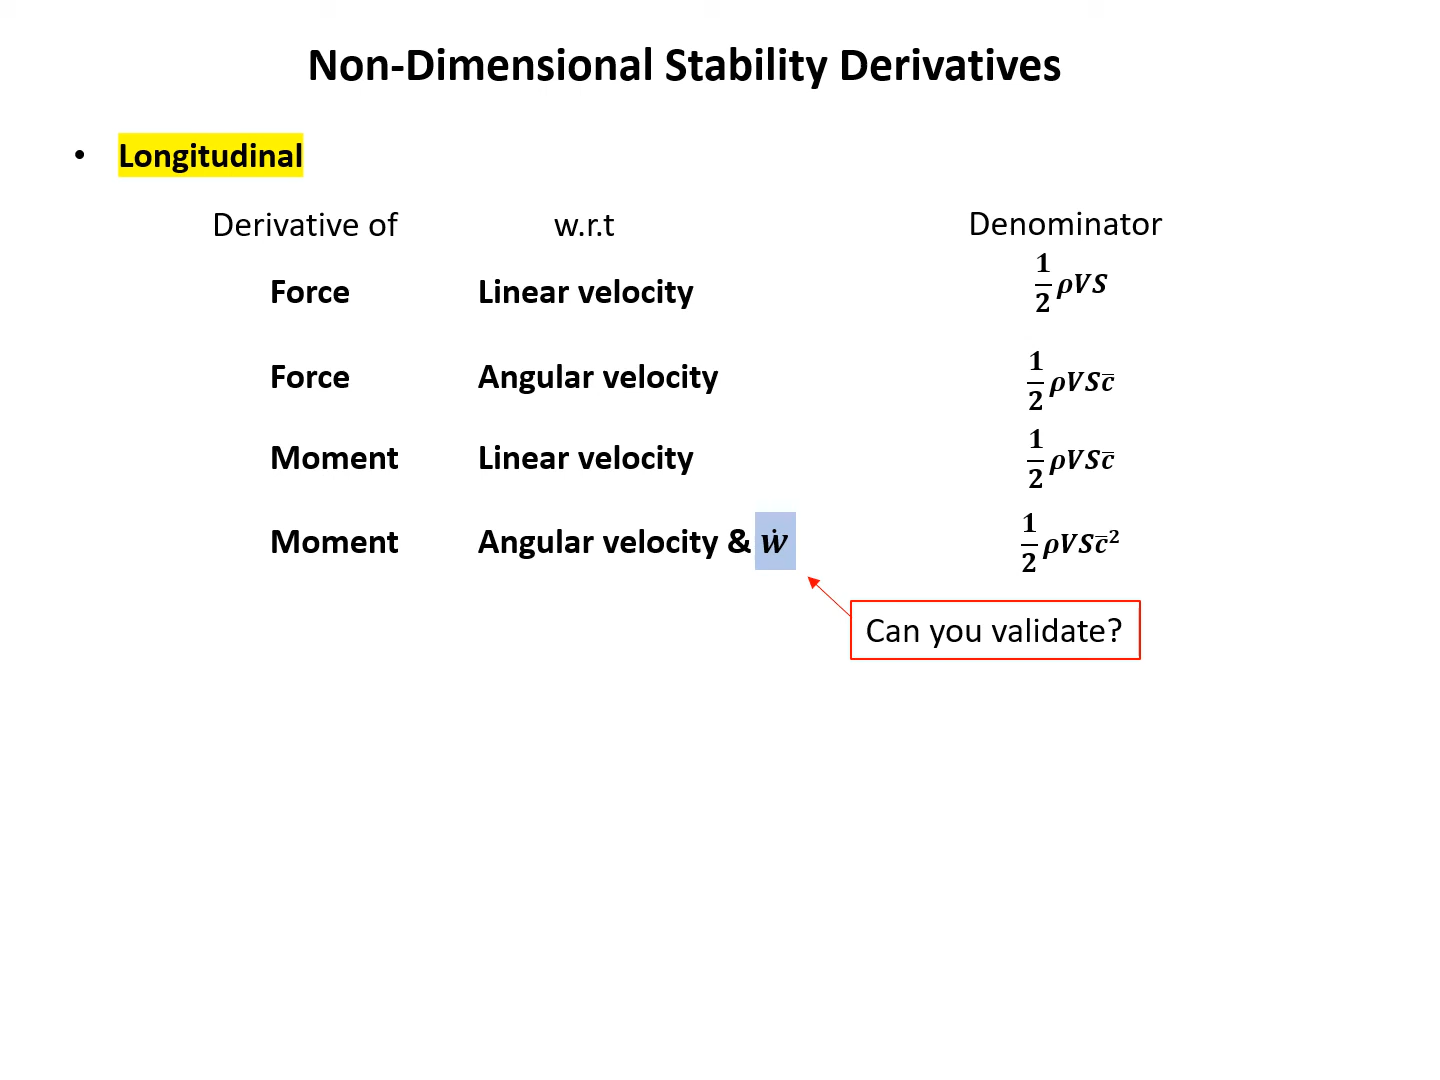 Non-Dimensional Stability Derivatives
• Longitudinal
Derivative of w.r.t Denominator
Force Linear velocity 1/2 ρVS
Force Angular velocity 1/2 ρVSc̅
Moment Linear velocity 1/2 ρVSc̅
Moment Angular velocity & ẇ 1/2 ρVSc̅²
Can you validate?